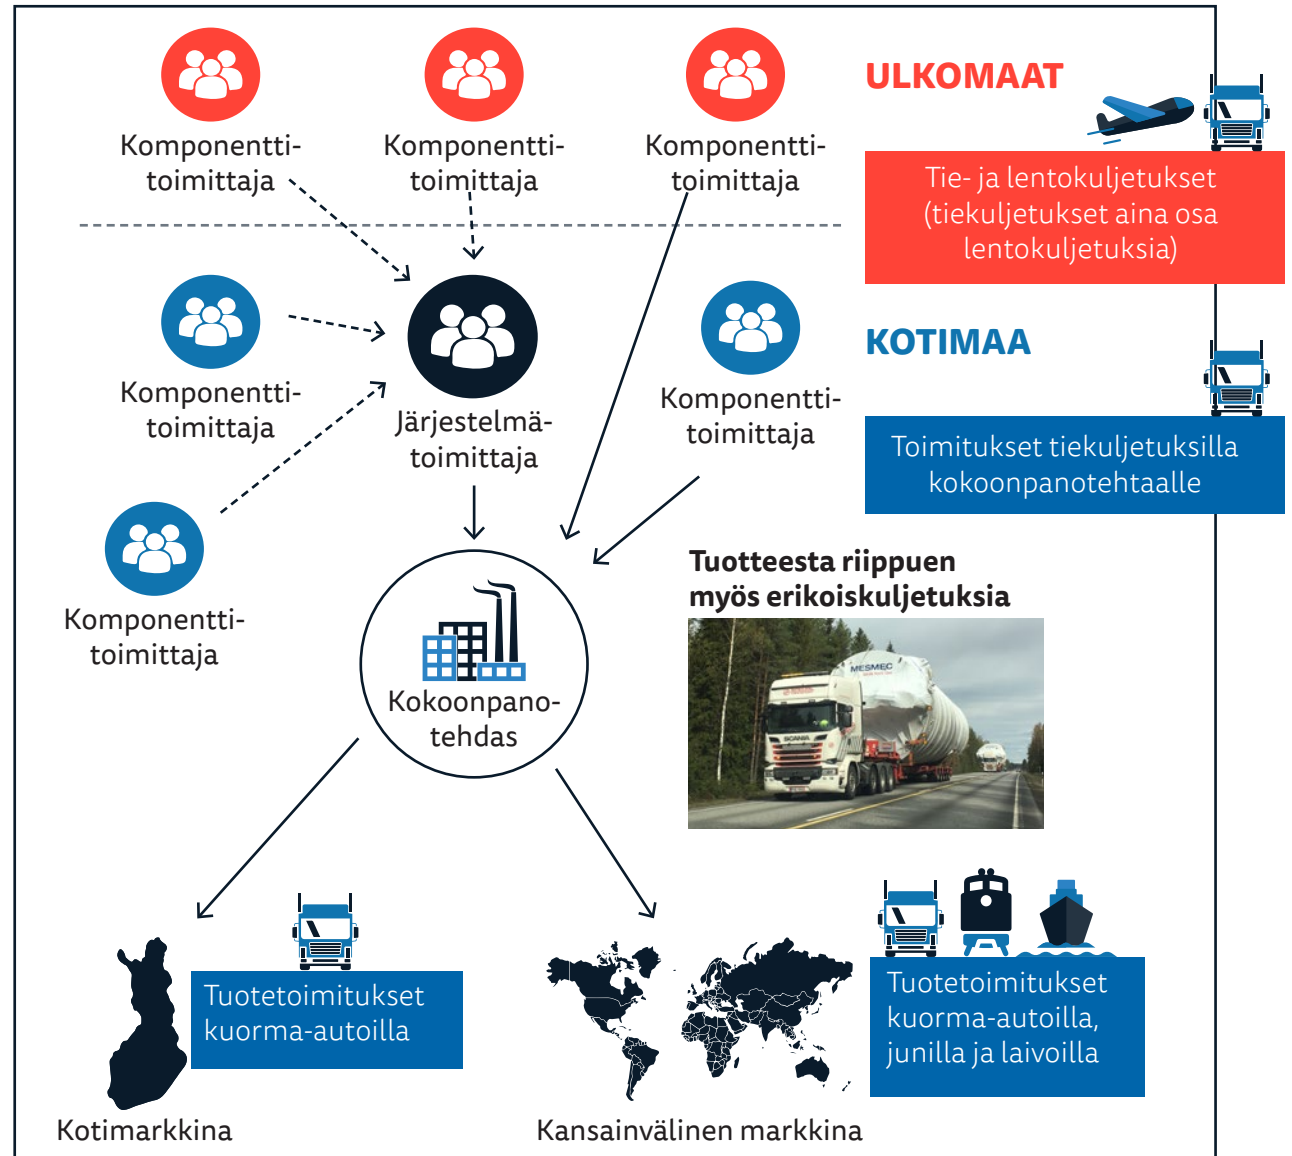 ULKOMAAT
Komponentti-
toimittaja
Komponentti-
toimittaja
Komponentti-
toimittaja
Tie- ja lentokuljetukset
(tiekuljetukset aina osa
lentokuljetuksia)
KOTIMAA
Komponentti-
toimittaja
Järjestelmä-
toimittaja
Komponentti-
toimittaja
Toimitukset tiekuljetuksilla
kokoonpanotehtaalle
Komponentti-
toimittaja
Tuotteesta riippuen
myös erikoiskuljetuksia
MESMEC
SCANIA
Kokoonpano-
tehdas
Tuotetoimitukset
kuorma-autoilla
Tuotetoimitukset
kuorma-autoilla,
junilla ja laivoilla
Kotimarkkina
Kansainvälinen markkina